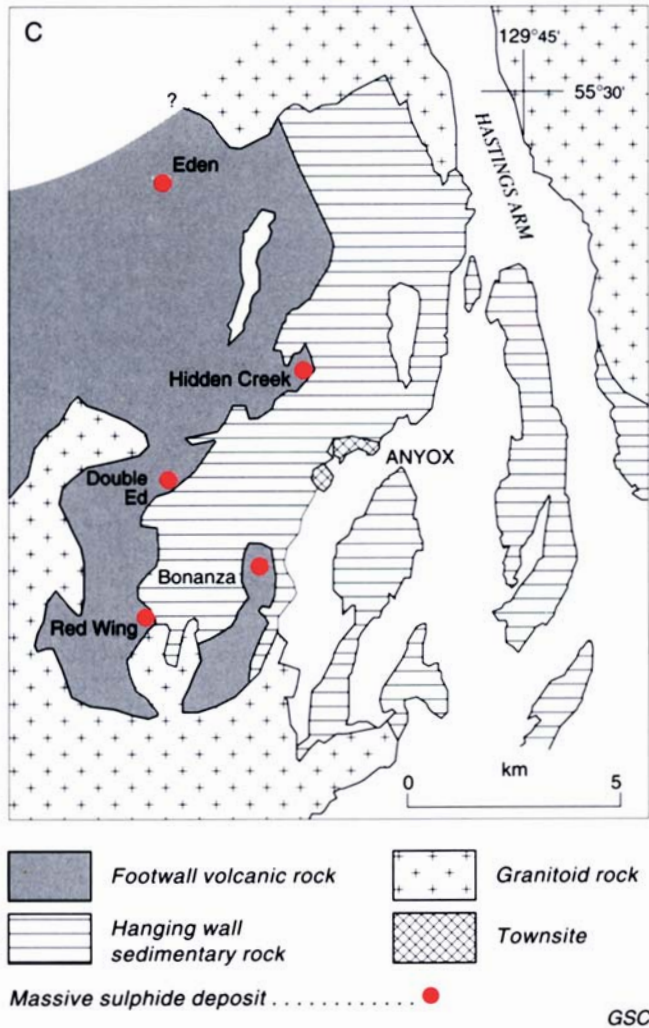 C
129°45'
55°30'
?
Eden
HASTINGS ARM
Hidden Creek
ANYOX
Double
Ed
Bonanza
Red Wing
km
0 5
Footwall volcanic rock
Granitoid rock
Hanging wall
sedimentary rock
Townsite
Massive sulphide deposit . . . . . . . . . . . .
GSC